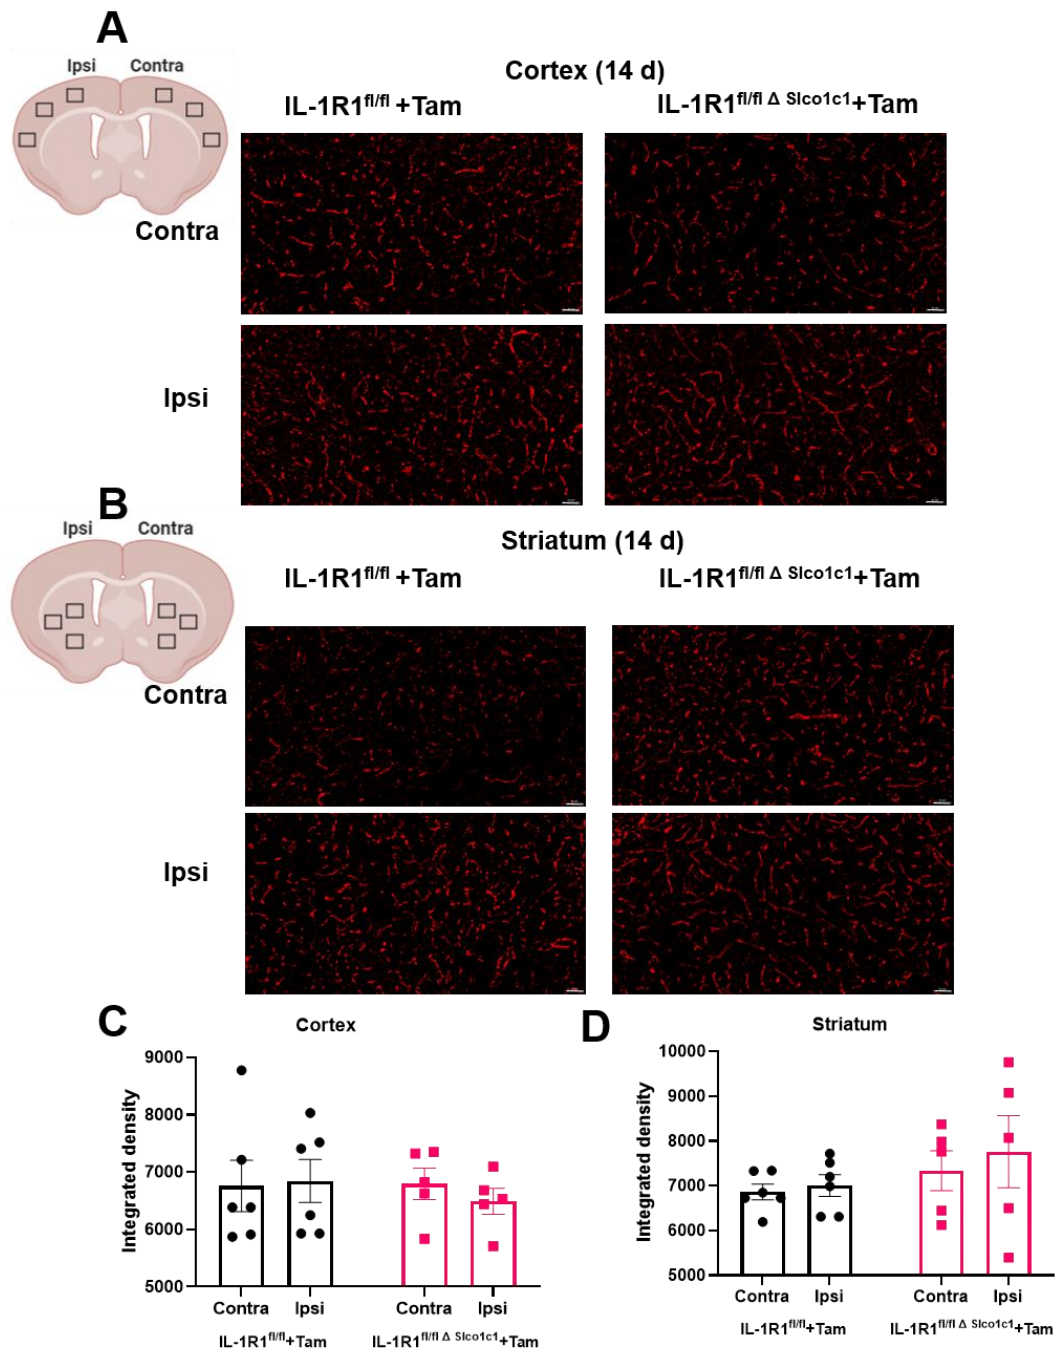 A
Ipsi Contra
Cortex (14 d)
IL-1R1fl/fl +Tam
IL-1R1fl/fl Δ Slco1c1+Tam
Contra
Ipsi
B
Ipsi Contra
Striatum (14 d)
IL-1R1fl/fl +Tam
IL-1R1fl/fl Δ Slco1c1+Tam
Contra
Ipsi
C
Cortex
Integrated density
9000
8000
7000
6000
5000
Contra Ipsi Contra Ipsi
IL-1R1fl/fl+Tam IL-1R1fl/fl Δ Slco1c1+Tam
D
Striatum
Integrated density
10000
9000
8000
7000
6000
5000
Contra Ipsi Contra Ipsi
IL-1R1fl/fl+Tam IL-1R1fl/fl Δ Slco1c1+Tam